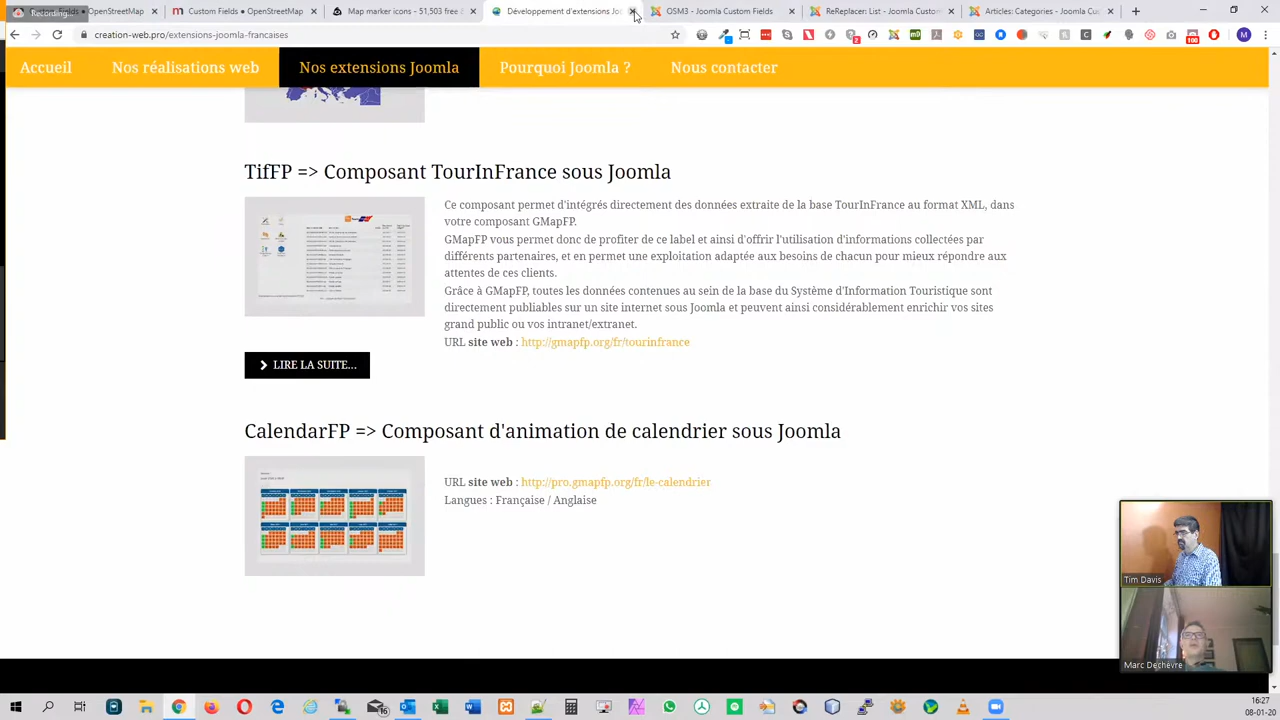 Recording...
Custom Fields • OpenStreetMap
Custom Fields • OpenStreetMap
Map marker icons - 51,503 free
Développement d'extensions Jo
OSM3 - Joomla Custom Fields
ReReplacer: List - Joomla Custom
Articles: Categories - Joomla Cus
creation-web.pro/extensions-joomla-francaises
Accueil
Nos réalisations web
Nos extensions Joomla
Pourquoi Joomla ?
Nous contacter
TifFP => Composant TourInFrance sous Joomla
Ce composant permet d'intégrés directement des données extraite de la base TourInFrance au format XML, dans
votre composant GMapFP.
GMapFP vous permet donc de profiter de ce label et ainsi d'offrir l'utilisation d'informations collectées par
différents partenaires, et en permet une exploitation adaptée aux besoins de chacun pour mieux répondre aux
attentes de ces clients.
Grâce à GMapFP, toutes les données contenues au sein de la base du Système d'Information Touristique sont
directement publiables sur un site internet sous Joomla et peuvent ainsi considérablement enrichir vos sites
grand public ou vos intranet/extranet.
URL site web : http://gmapfp.org/fr/tourinfrance
LIRE LA SUITE...
CalendarFP => Composant d'animation de calendrier sous Joomla
URL site web : http://pro.gmapfp.org/fr/le-calendrier
Langues : Française / Anglaise
Tim Davis
Marc Dechèvre
16:27
08-01-20